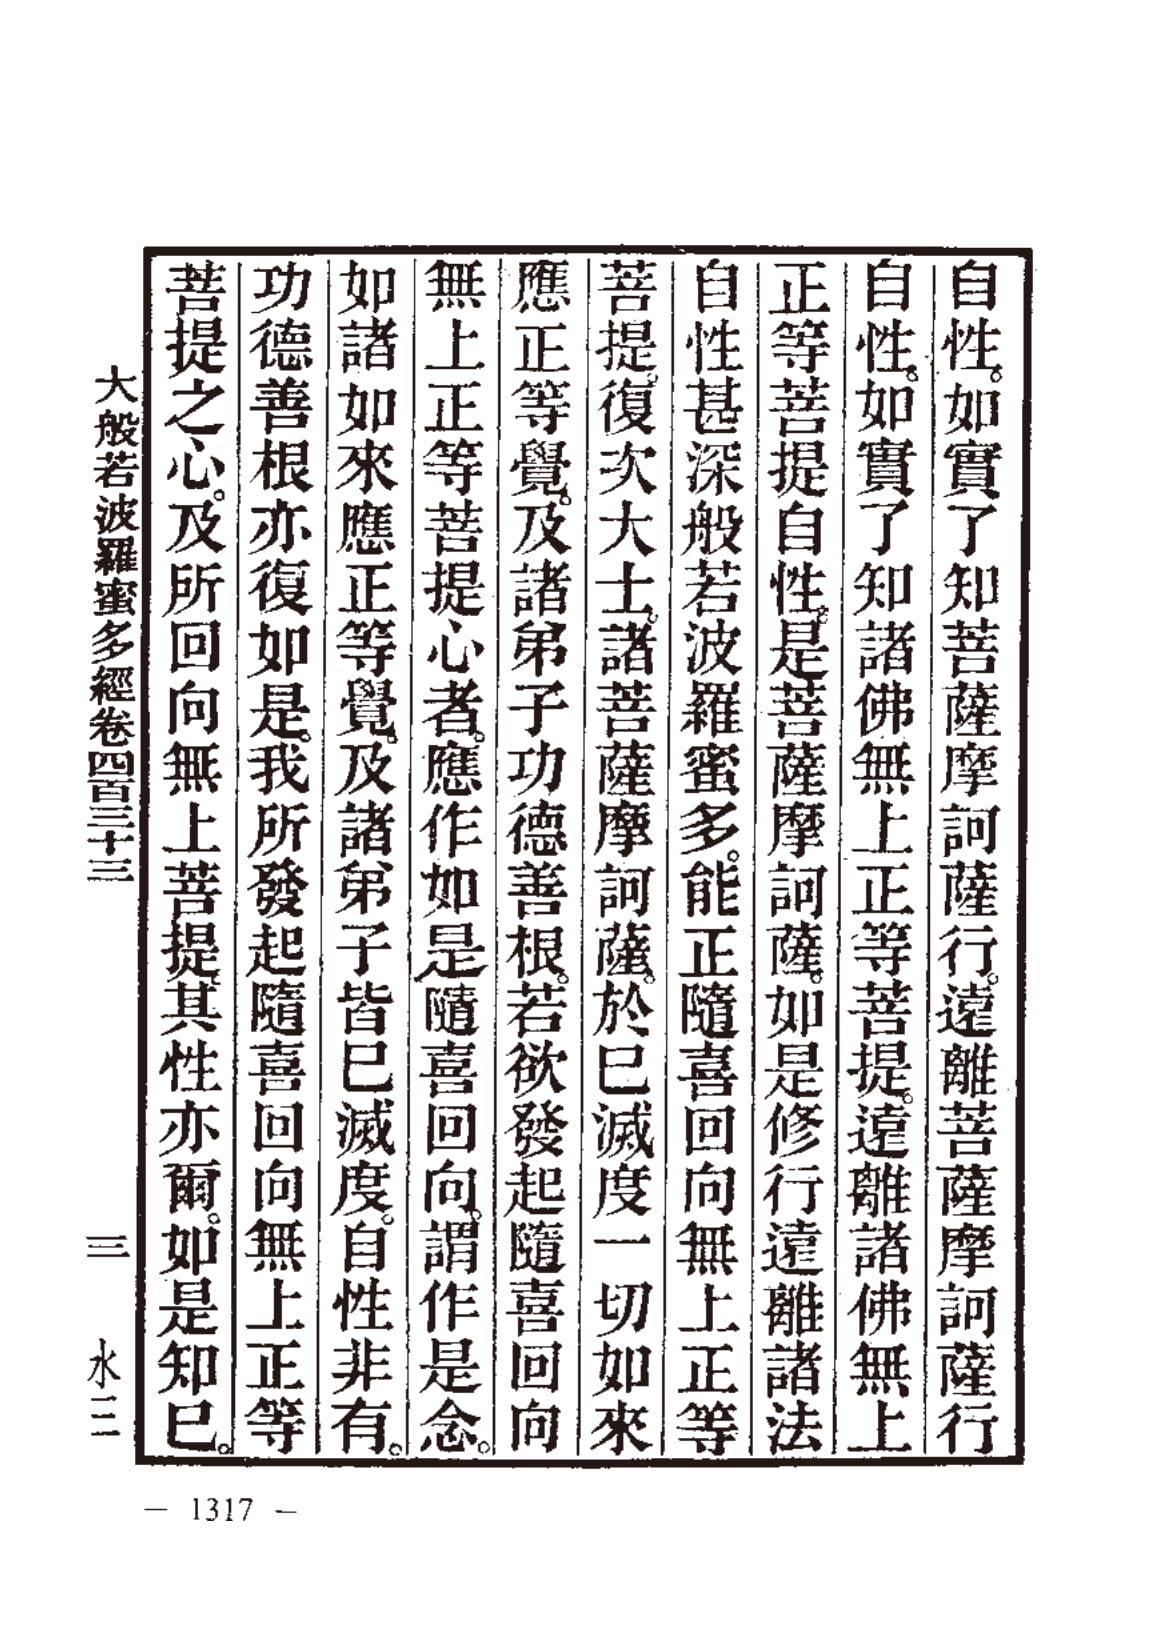 自性。如實了知菩薩摩訶薩行。遠離菩薩摩訶薩行
自性。如實了知諸佛無上正等菩提。遠離諸佛無上
正等菩提自性。是菩薩摩訶薩。如是修行遠離諸法
自性甚深般若波羅蜜多。能正隨喜回向無上正等
菩提。復次大士。諸菩薩摩訶薩。於已滅度一切如來
應正等覺。及諸弟子功德善根。若欲發起隨喜回向
無上正等菩提心者。應作如是隨喜回向。謂作是念。
如諸如來應正等覺。及諸弟子皆已滅度。自性非有。
功德善根亦復如是。我所發起隨喜回向無上正等
菩提之心。及所回向無上菩提。其性亦爾。如是知已。
大般若波羅蜜多經卷四百三十三 三 水三
— 1317 —